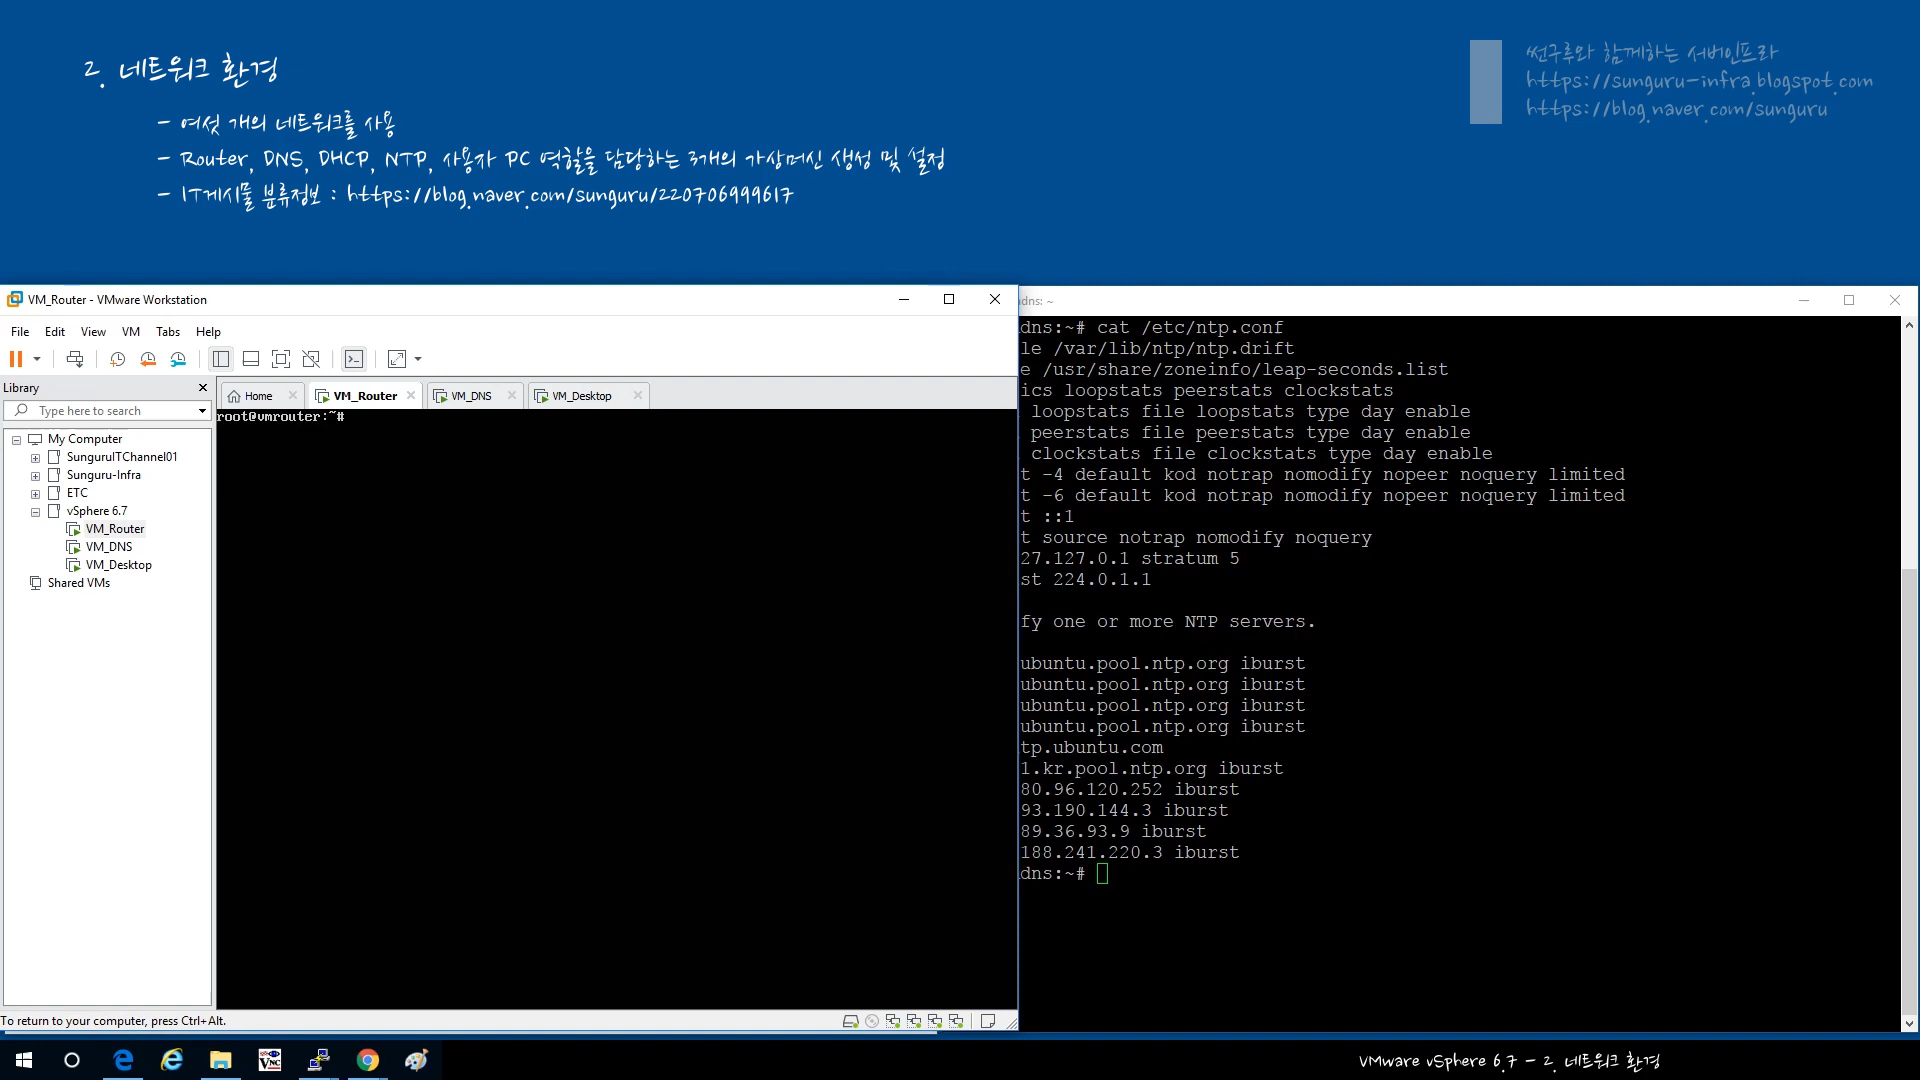 2. 네트워크 환경
- 여섯 개의 네트워크를 사용
- Router, DNS, DHCP, NTP, 사용자 PC 역할을 담당하는 3개의 가상머신 생성 및 설정
- IT게시물 분류정보 : https://blog.naver.com/sunguru/220706999617
썬구루와 함께하는 서버인프라
https://sunguru-infra.blogspot.com
https://blog.naver.com/sunguru
VM_Router - VMware Workstation
File Edit View VM Tabs Help
Library
Type here to search
My Computer
SunguruITChannel01
Sunguru-Infra
ETC
vSphere 6.7
VM_Router
VM_DNS
VM_Desktop
Shared VMs
Home VM_Router VM_DNS VM_Desktop
root@vmrouter:~#
To return to your computer, press Ctrl+Alt.
dns: ~
dns:~# cat /etc/ntp.conf
le /var/lib/ntp/ntp.drift
e /usr/share/zoneinfo/leap-seconds.list
ics loopstats peerstats clockstats
loopstats file loopstats type day enable
peerstats file peerstats type day enable
clockstats file clockstats type day enable
t -4 default kod notrap nomodify nopeer noquery limited
t -6 default kod notrap nomodify nopeer noquery limited
t ::1
t source notrap nomodify noquery
27.127.0.1 stratum 5
st 224.0.1.1
fy one or more NTP servers.
ubuntu.pool.ntp.org iburst
ubuntu.pool.ntp.org iburst
ubuntu.pool.ntp.org iburst
ubuntu.pool.ntp.org iburst
tp.ubuntu.com
1.kr.pool.ntp.org iburst
80.96.120.252 iburst
93.190.144.3 iburst
89.36.93.9 iburst
188.241.220.3 iburst
dns:~#
VMware vSphere 6.7 - 2. 네트워크 환경